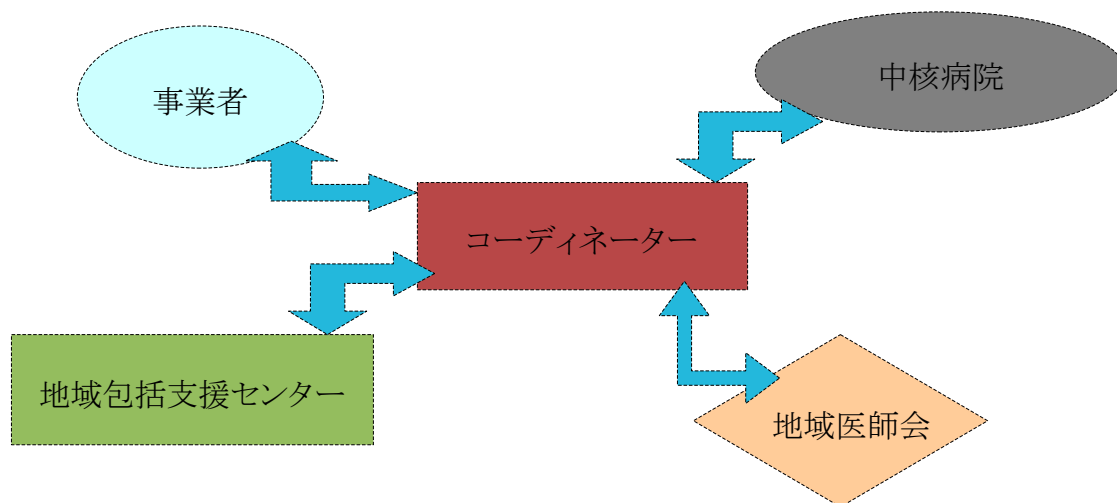 事業者
中核病院
コーディネーター
地域包括支援センター
地域医師会